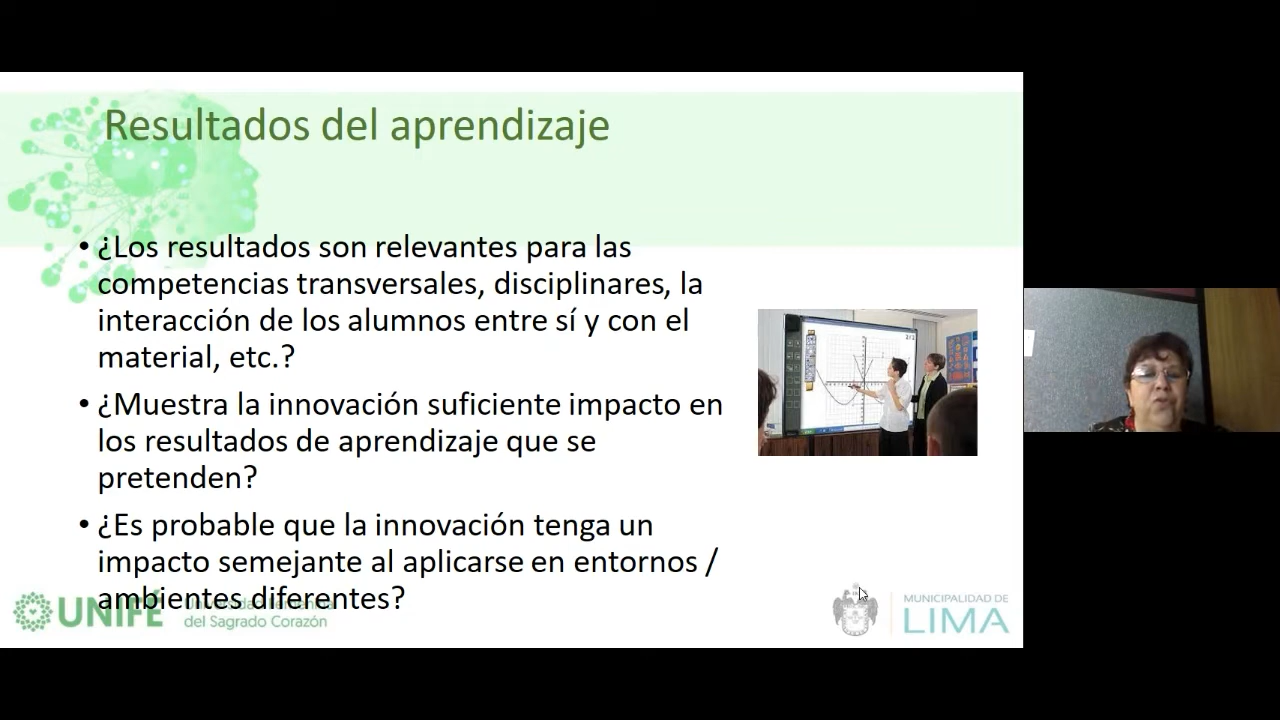 Resultados del aprendizaje
• ¿Los resultados son relevantes para las
competencias transversales, disciplinares, la
interacción de los alumnos entre sí y con el
material, etc.?
• ¿Muestra la innovación suficiente impacto en
los resultados de aprendizaje que se
pretenden?
• ¿Es probable que la innovación tenga un
impacto semejante al aplicarse en entornos /
ambientes diferentes?
UNIFÉ
del Sagrado Corazón
MUNICIPALIDAD DE
LIMA